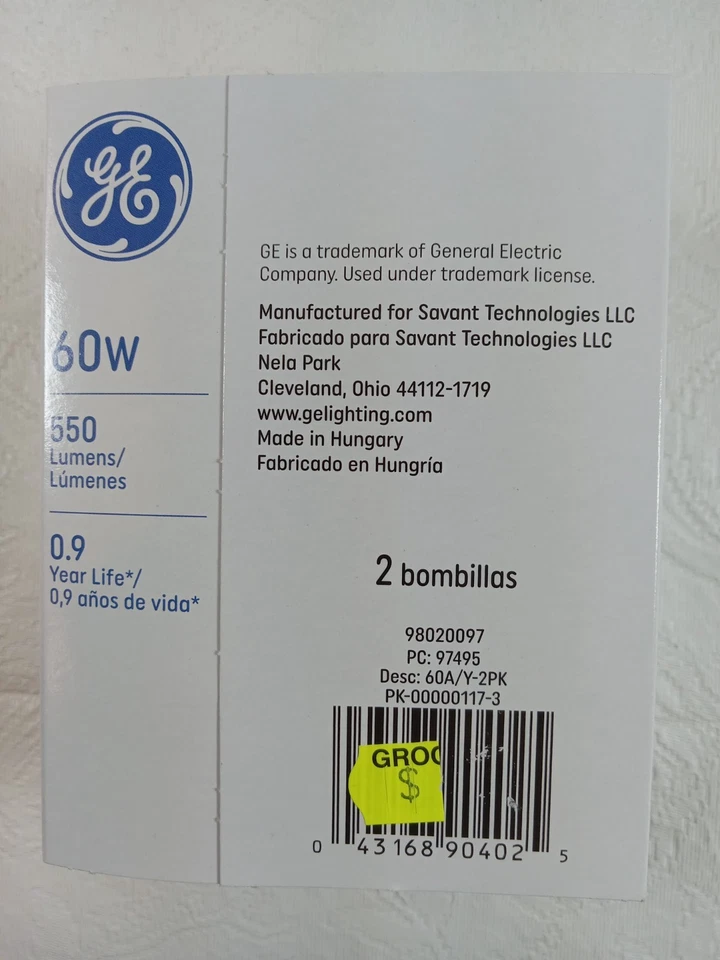 GE
60W
550
Lumens/
Lúmenes
0.9
Year Life*/
0,9 años de vida*
GE is a trademark of General Electric
Company. Used under trademark license.
Manufactured for Savant Technologies LLC
Fabricado para Savant Technologies LLC
Nela Park
Cleveland, Ohio 44112-1719
www.gelighting.com
Made in Hungary
Fabricado en Hungría
2 bombillas
98020097
PC: 97495
Desc: 60A/Y-2PK
PK-00000117-3
GROC
$
0 43168 90402 5